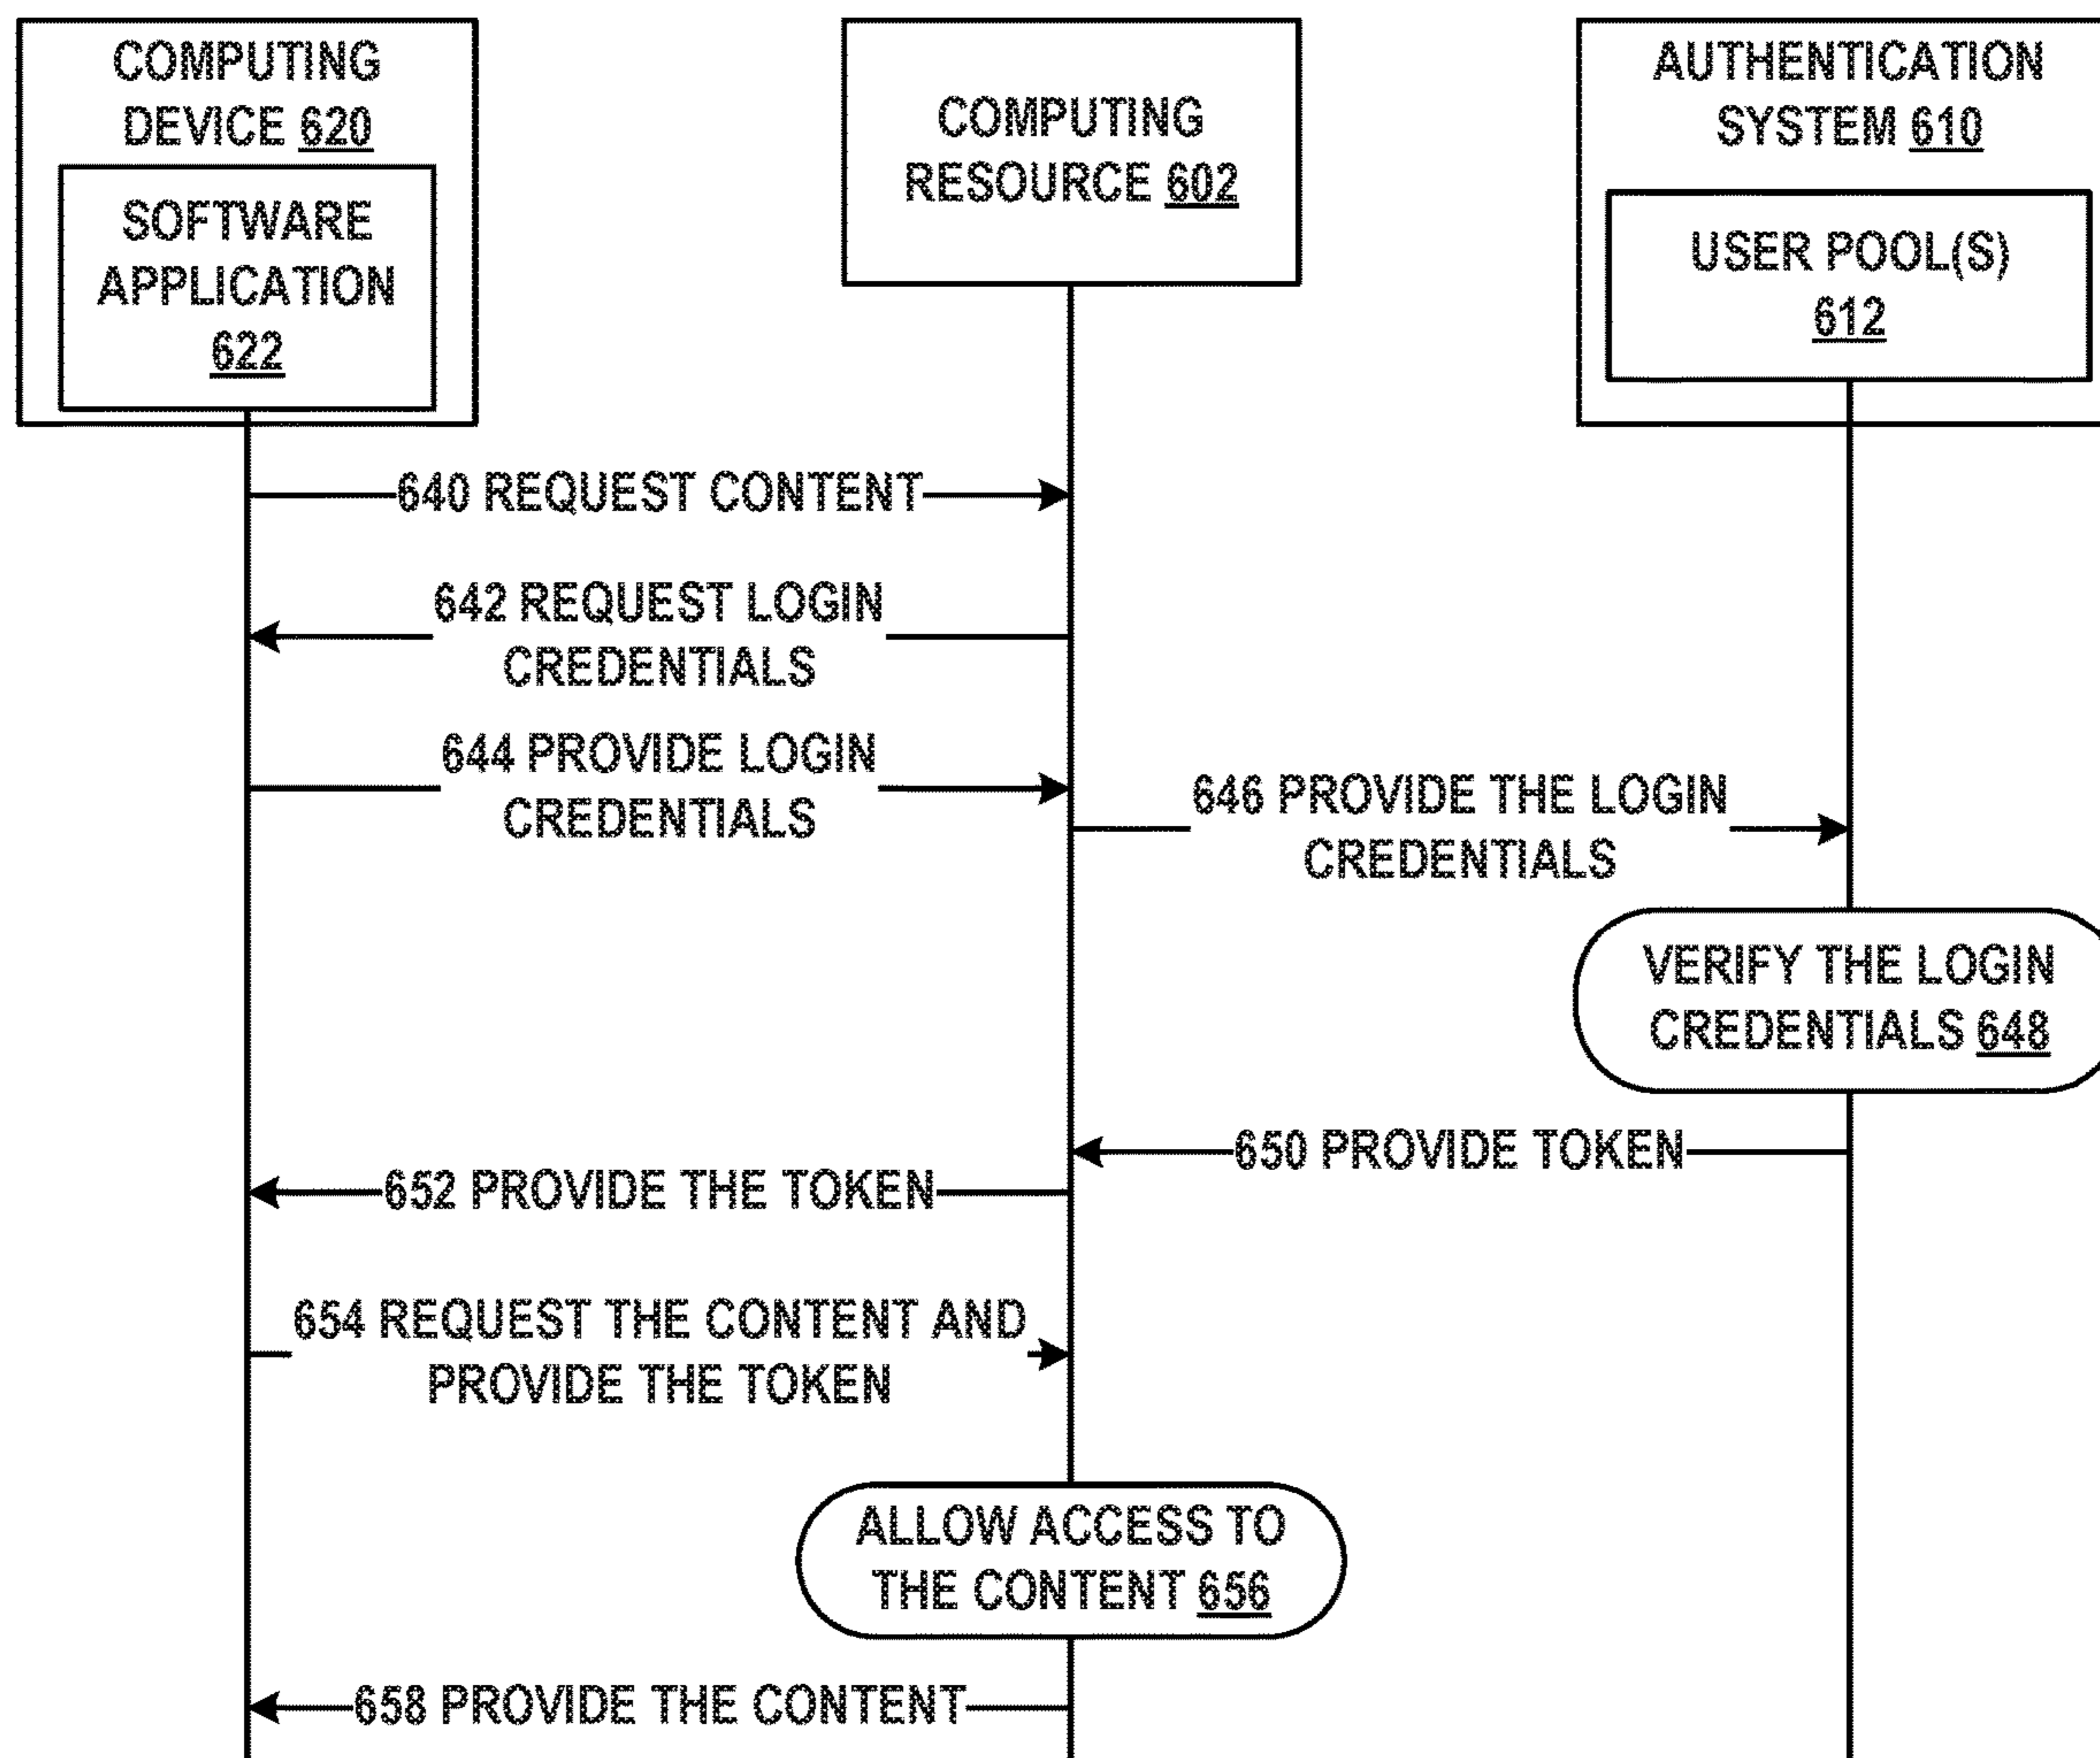 COMPUTING
DEVICE 620
SOFTWARE
APPLICATION
622
COMPUTING
RESOURCE 602
AUTHENTICATION
SYSTEM 610
USER POOL(S)
612
640 REQUEST CONTENT
642 REQUEST LOGIN
CREDENTIALS
644 PROVIDE LOGIN
CREDENTIALS
646 PROVIDE THE LOGIN
CREDENTIALS
VERIFY THE LOGIN
CREDENTIALS 648
650 PROVIDE TOKEN
652 PROVIDE THE TOKEN
654 REQUEST THE CONTENT AND
PROVIDE THE TOKEN
ALLOW ACCESS TO
THE CONTENT 656
658 PROVIDE THE CONTENT